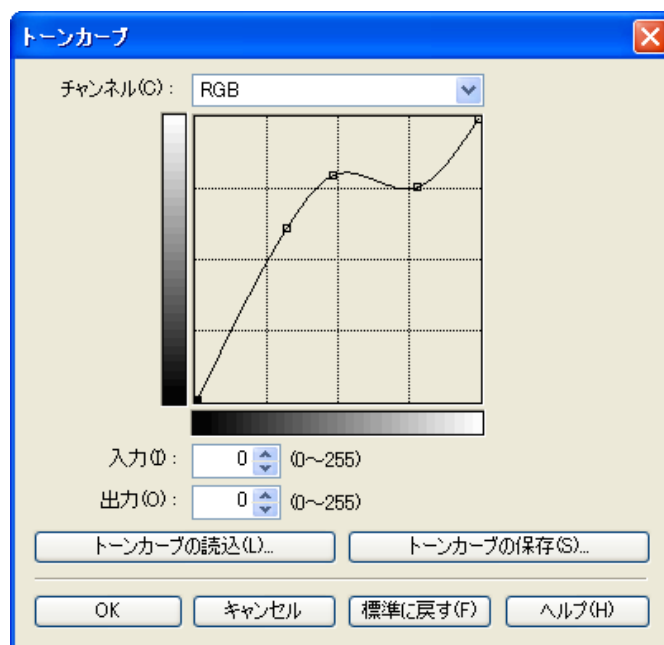 トーンカーブ
チャンネル(C):
RGB
入力(I):
0
(0～255)
出力(O):
0
(0～255)
トーンカーブの読込(L)...
トーンカーブの保存(S)...
OK
キャンセル
標準に戻す(F)
ヘルプ(H)